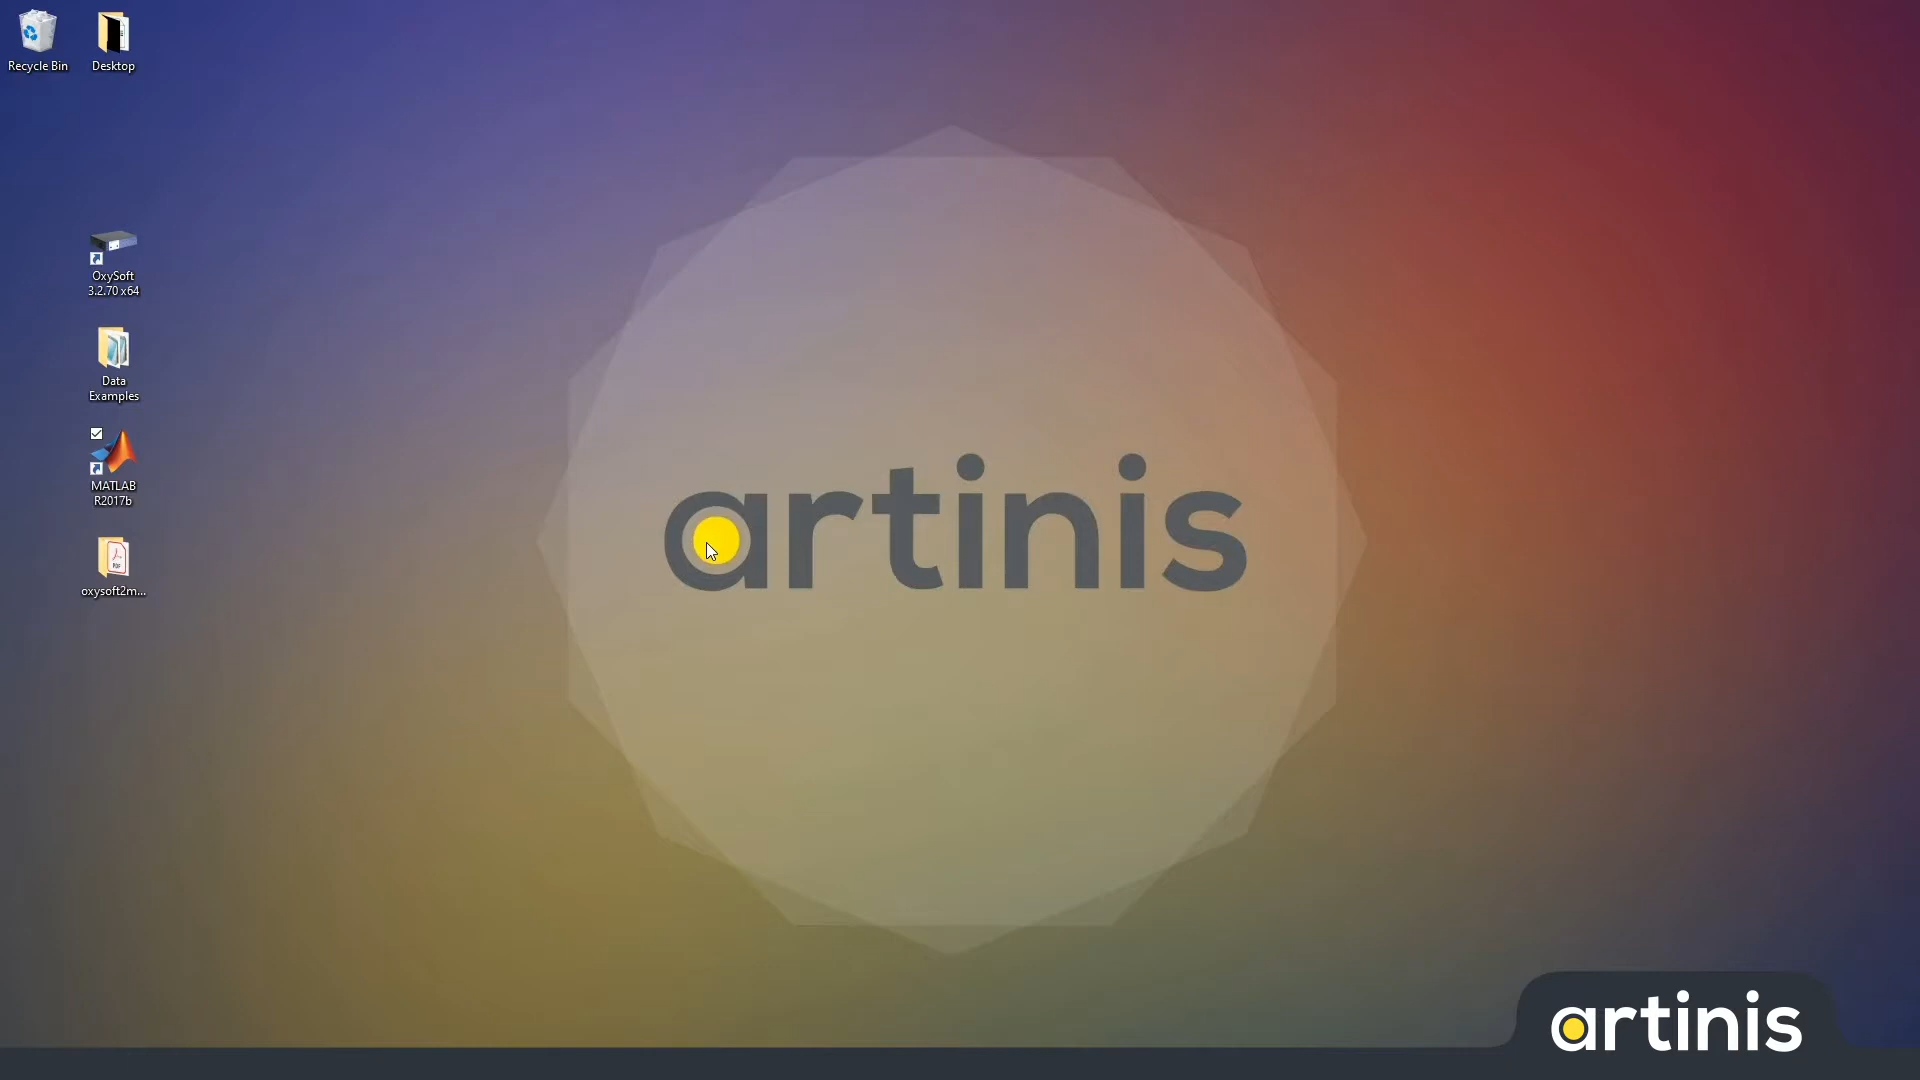 Recycle Bin
Desktop
OxySoft
3.2.70 x64
Data
Examples
MATLAB
R2017b
oxysoft2m...
artinis
artinis